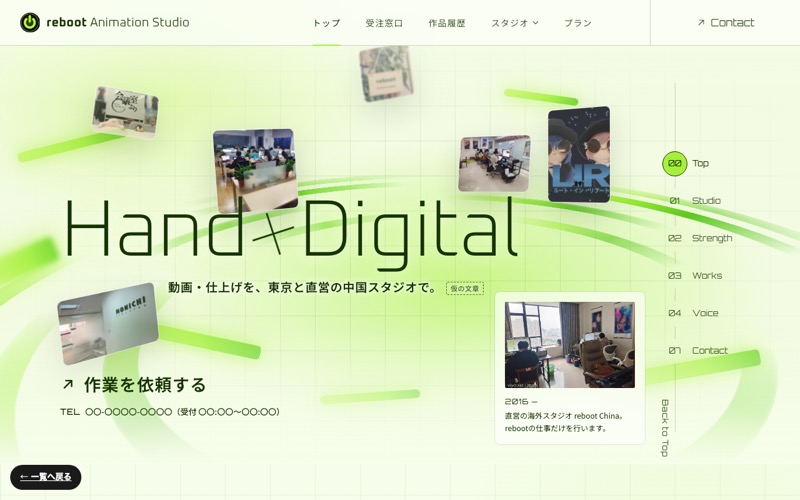 reboot Animation Studio
トップ
受注窓口
作品履歴
スタジオ
プラン
↗ Contact
Hand+Digital
動画・仕上げを、東京と直営の中国スタジオで。 仮の文章
HONICHI
↗ 作業を依頼する
TEL 00-0000-0000（受付 00:00〜00:00）
2016 —
直営の海外スタジオ reboot China。
rebootの仕事だけを行います。
00 Top
01 Studio
02 Strength
03 Works
04 Voice
07 Contact
Back to Top
← 一覧へ戻る